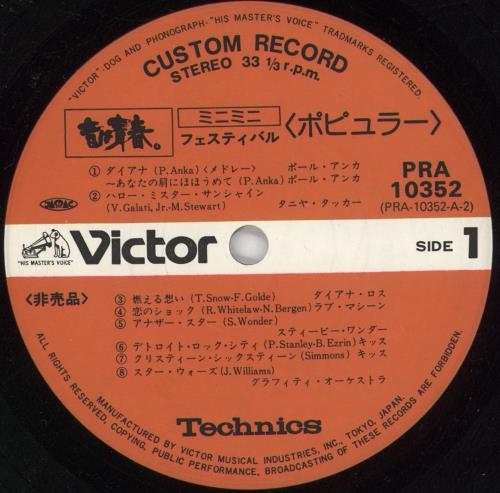 "VICTOR"-DOG AND PHONOGRAPH-"HIS MASTER'S VOICE" TRADEMARKS REGISTERED.
CUSTOM RECORD
STEREO 33 1/3 r.p.m.
音は青春。
ミニミニ
フェスティバル
〈ポピュラー〉
① ダイアナ (P. Anka)〈メドレー〉 ポール・アンカ
～あなたの肩にほほうめて (P. Anka) ポール・アンカ
② ハロー・ミスター・サンシャイン
(V. Galati, Jr.-M. Stewart) タニヤ・タッカー
PRA
10352
(PRA-10352-A-2)
"HIS MASTER'S VOICE"
Victor
SIDE 1
〈非売品〉
③ 燃える想い (T. Snow-F. Golde) ダイアナ・ロス
④ 恋のショック (R. Whitelaw-N. Bergen) ラブ・マシーン
⑤ アナザー・スター (S. Wonder)
スティービー・ワンダー
⑥ デトロイト・ロック・シティ (P. Stanley-B. Ezrin) キッス
⑦ クリスティーン・シックスティーン (Simmons) キッス
⑧ スター・ウォーズ (J. Williams)
グラフィティ・オーケストラ
Technics
MANUFACTURED BY VICTOR MUSICAL INDUSTRIES, INC., TOKYO, JAPAN.
ALL RIGHTS RESERVED, COPYING, PUBLIC PERFORMANCE, BROADCASTING OF THESE RECORDS ARE FORBIDDEN.